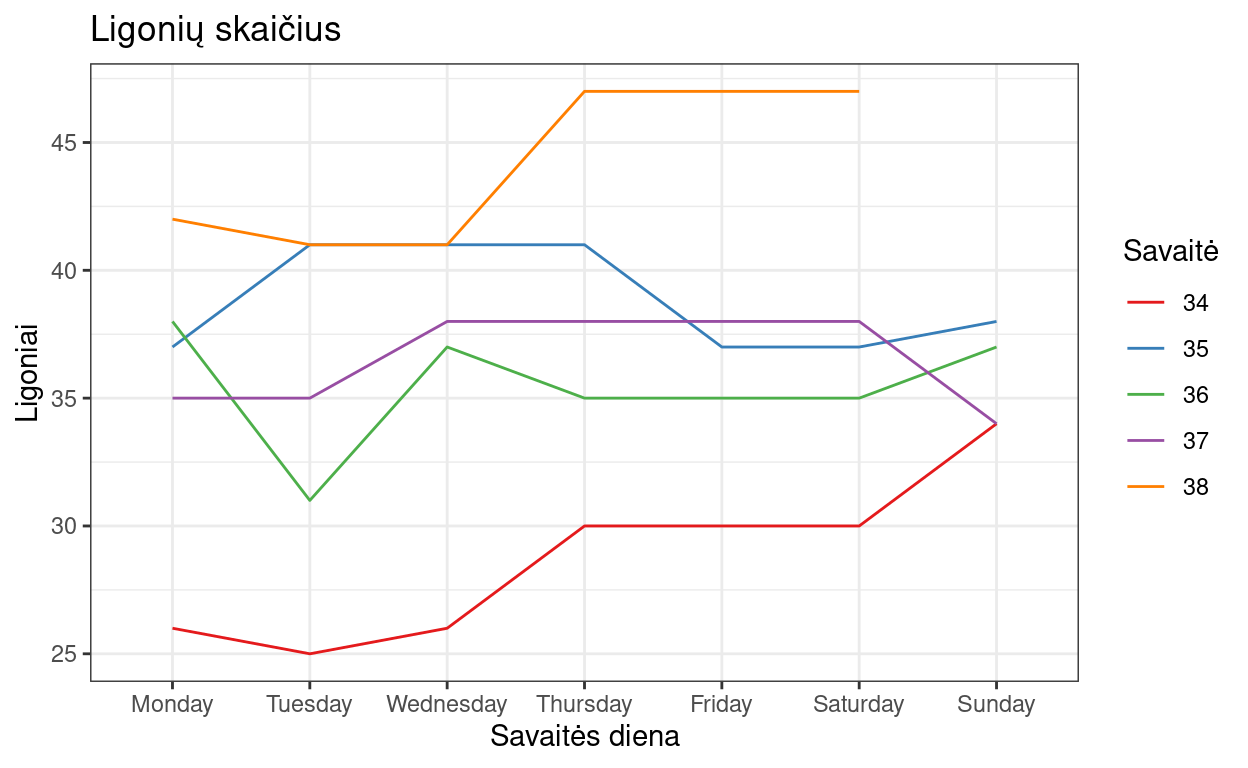 Ligonių skaičius
Ligoniai
45
40
35
30
25
Monday Tuesday Wednesday Thursday Friday Saturday Sunday
Savaitės diena
Savaitė
34
35
36
37
38